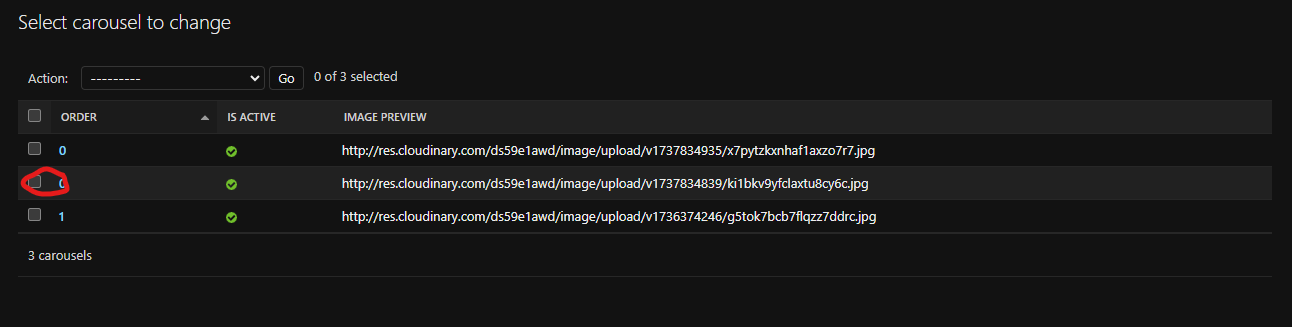 Select carousel to change
Action: --------- Go 0 of 3 selected
ORDER IS ACTIVE IMAGE PREVIEW
0 http://res.cloudinary.com/ds59e1awd/image/upload/v1737834935/x7pytzkxnhaf1axzo7r7.jpg
0 http://res.cloudinary.com/ds59e1awd/image/upload/v1737834839/ki1bkv9yfclaxtu8cy6c.jpg
1 http://res.cloudinary.com/ds59e1awd/image/upload/v1736374246/g5tok7bcb7flqzz7ddrc.jpg
3 carousels